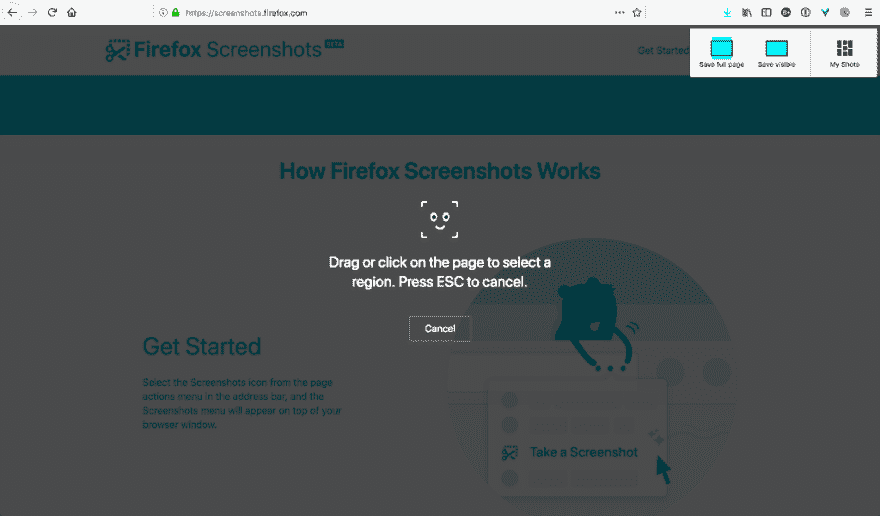 https://screenshots.firefox.com
Firefox Screenshots BETA
Get Started
Save full page
Save visible
My Shots
How Firefox Screenshots Works
Drag or click on the page to select a
region. Press ESC to cancel.
Cancel
Get Started
Select the Screenshots icon from the page
actions menu in the address bar, and the
Screenshots menu will appear on top of your
browser window.
Take a Screenshot